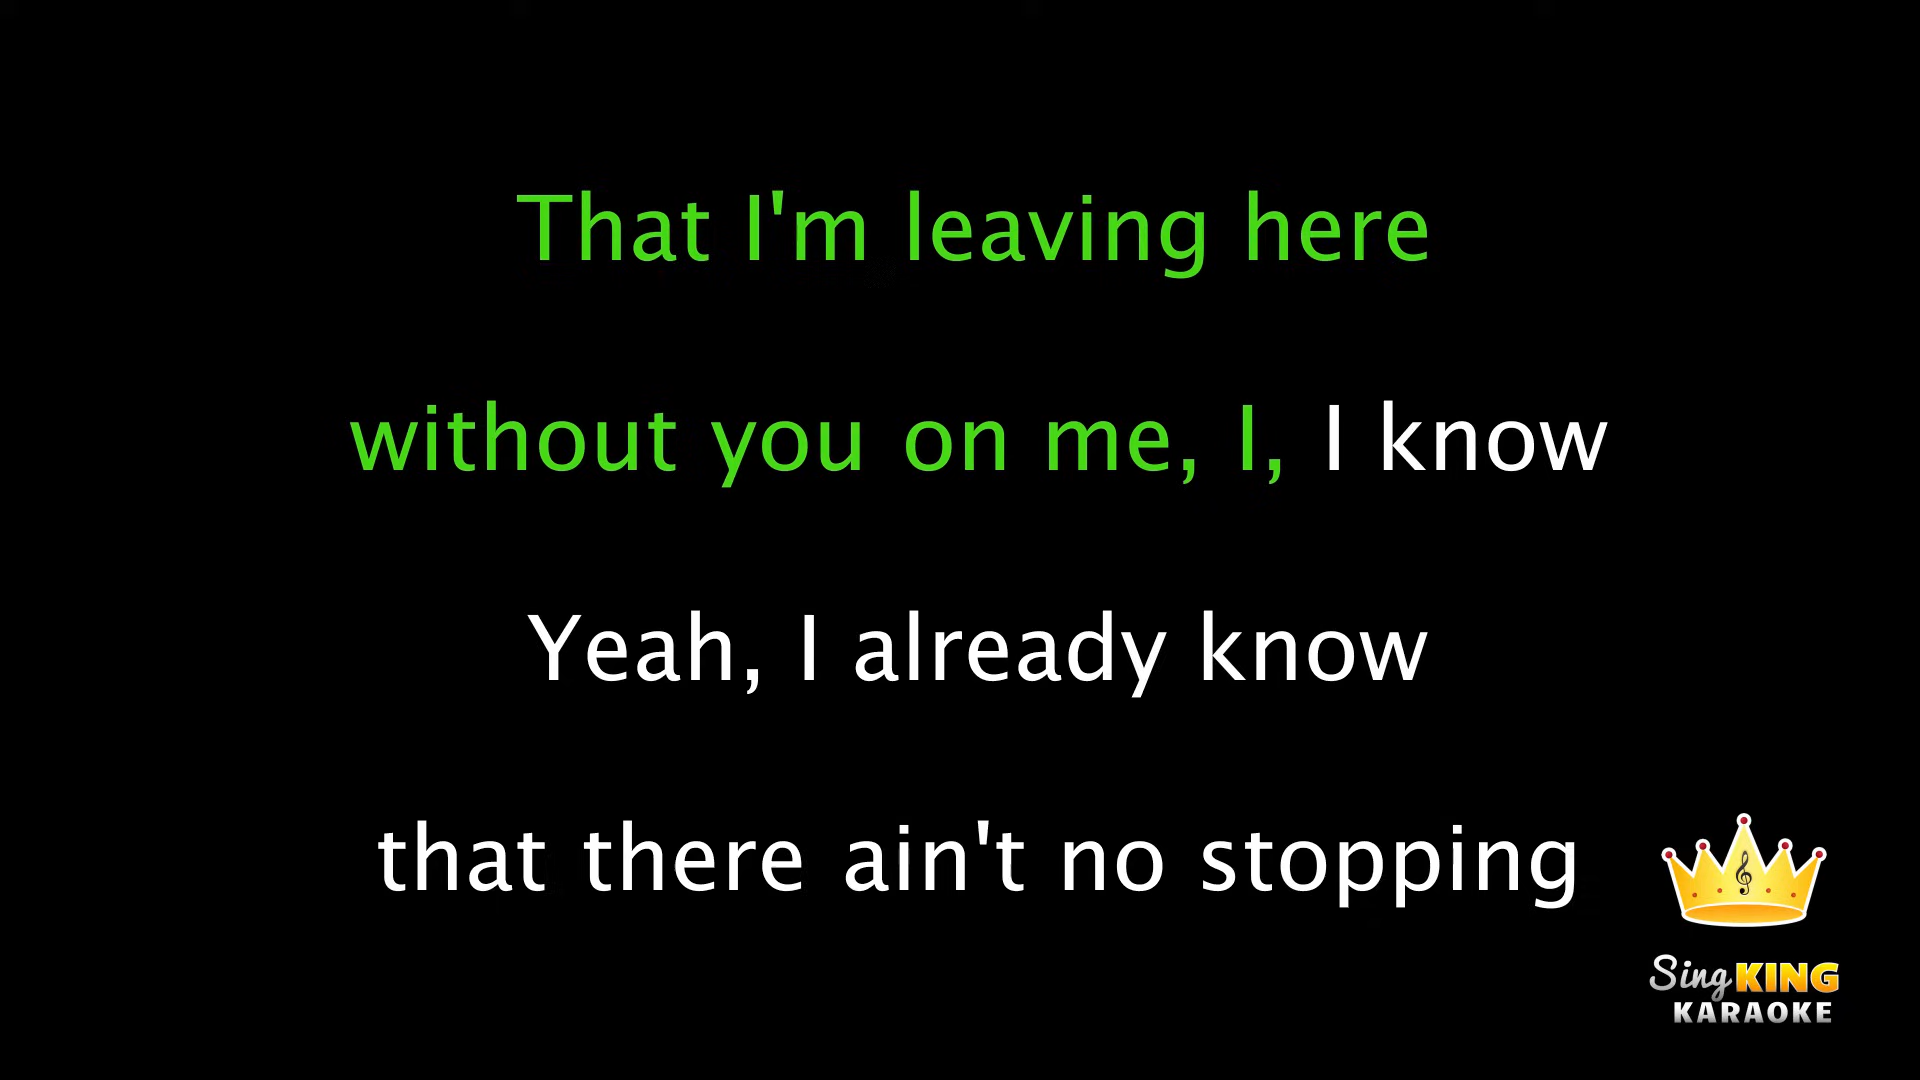 That I'm leaving here
without you on me, I, I know
Yeah, I already know
that there ain't no stopping
Sing KING
KARAOKE